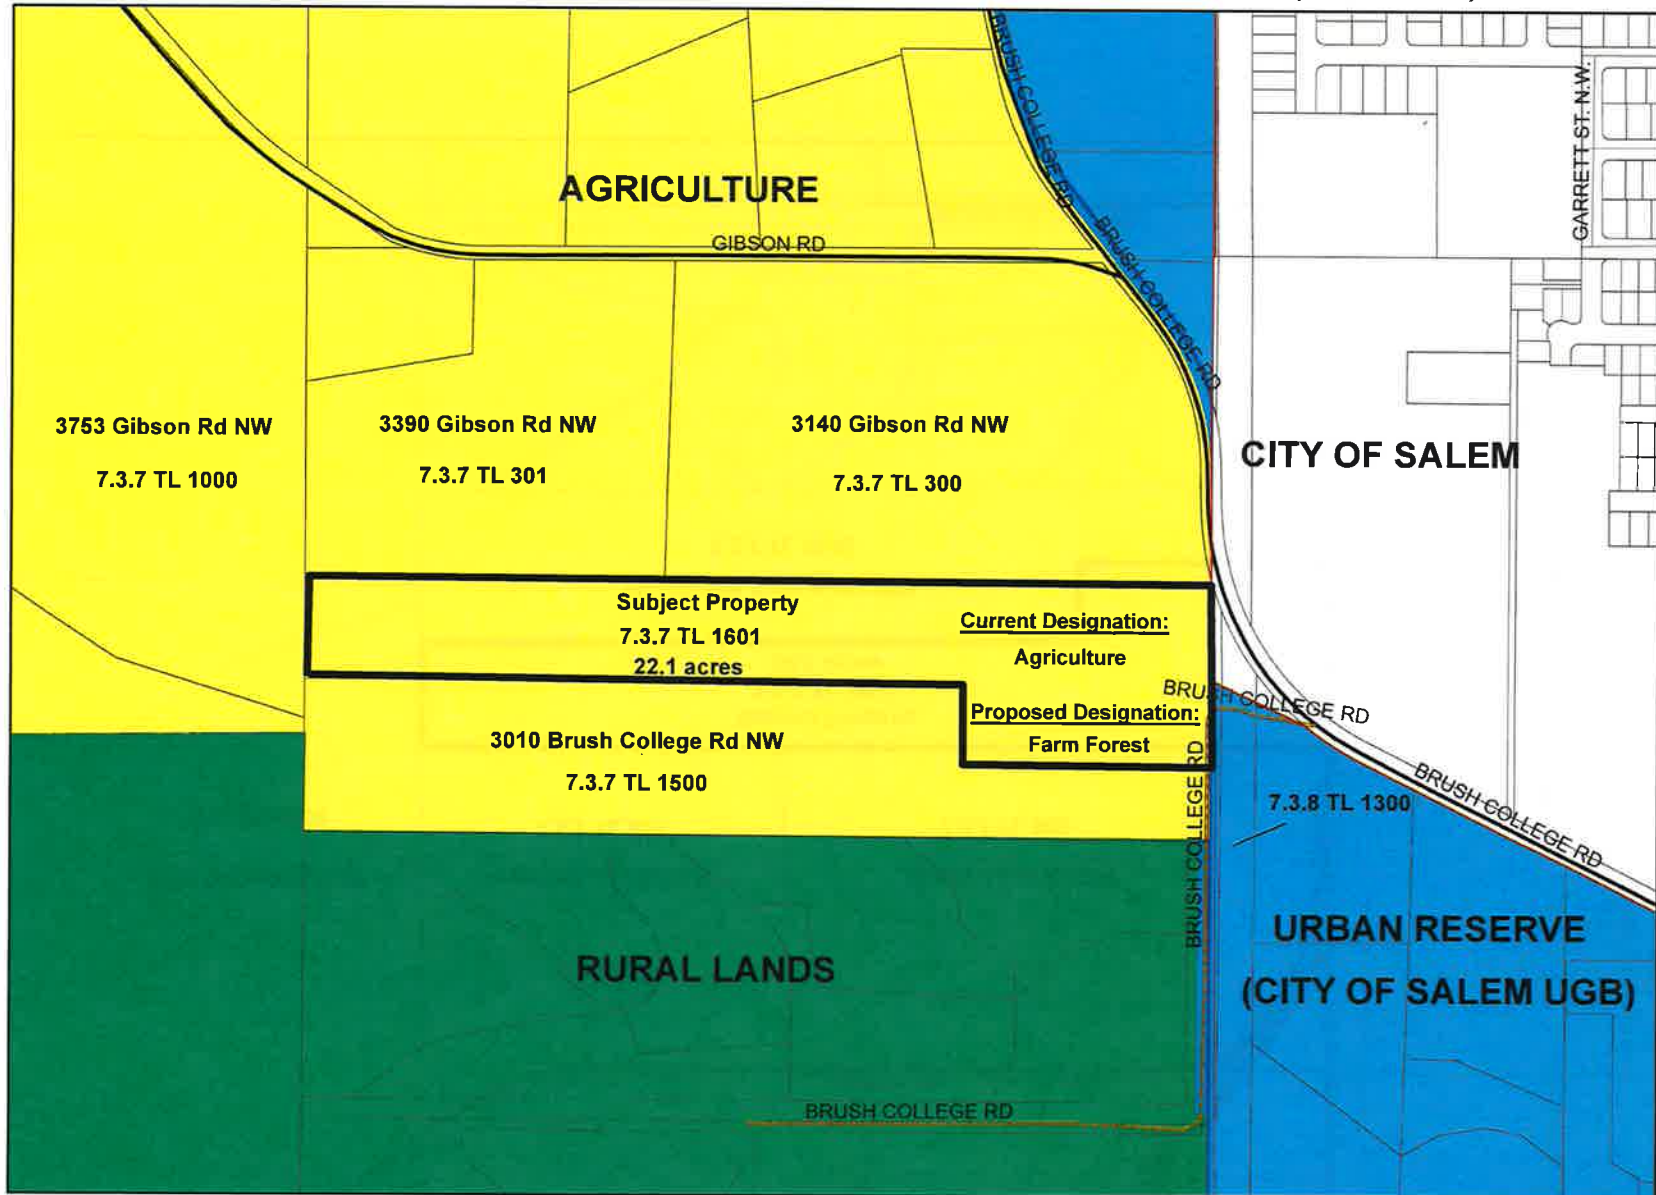 BRUSH COLLEGE RD
GARRETT ST. N.W.
AGRICULTURE
GIBSON RD
BRUSH COLLEGE RD
3753 Gibson Rd NW
7.3.7 TL 1000
3390 Gibson Rd NW
7.3.7 TL 301
3140 Gibson Rd NW
7.3.7 TL 300
CITY OF SALEM
Subject Property
7.3.7 TL 1601
22.1 acres
Current Designation:
Agriculture
Proposed Designation:
Farm Forest
BRUSH COLLEGE RD
3010 Brush College Rd NW
7.3.7 TL 1500
BRUSH COLLEGE RD
7.3.8 TL 1300
BRUSH COLLEGE RD
RURAL LANDS
URBAN RESERVE
(CITY OF SALEM UGB)
BRUSH COLLEGE RD